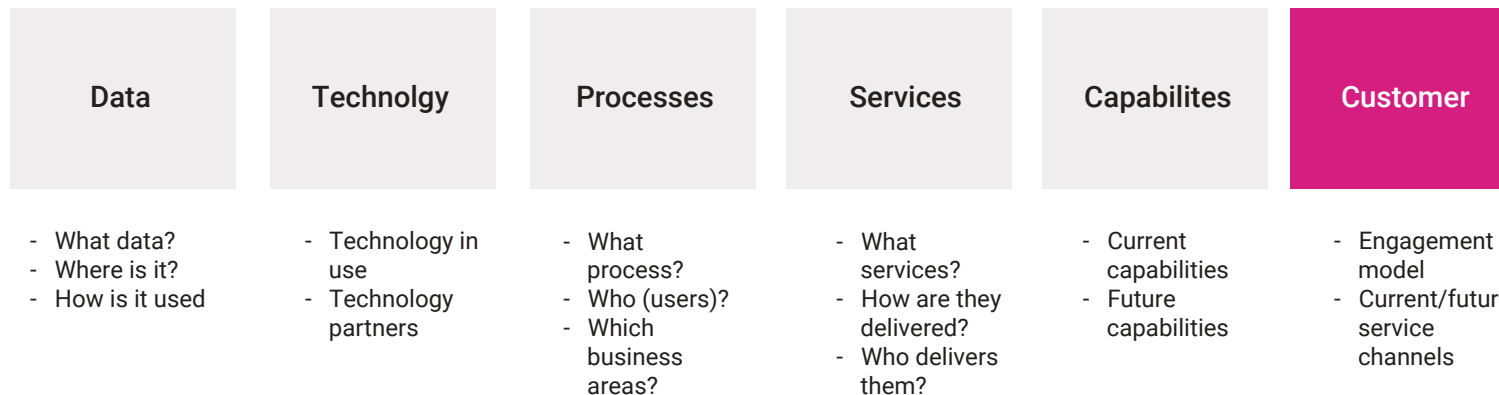 Data
Technolgy
Processes
Services
Capabilites
Customer
- What data?
- Where is it?
- How is it used
- Technology in
use
- Technology
partners
- What
process?
- Who (users)?
- Which
business
areas?
- What
services?
- How are they
delivered?
- Who delivers
them?
- Current
capabilities
- Future
capabilities
- Engagement
model
- Current/futur
service
channels